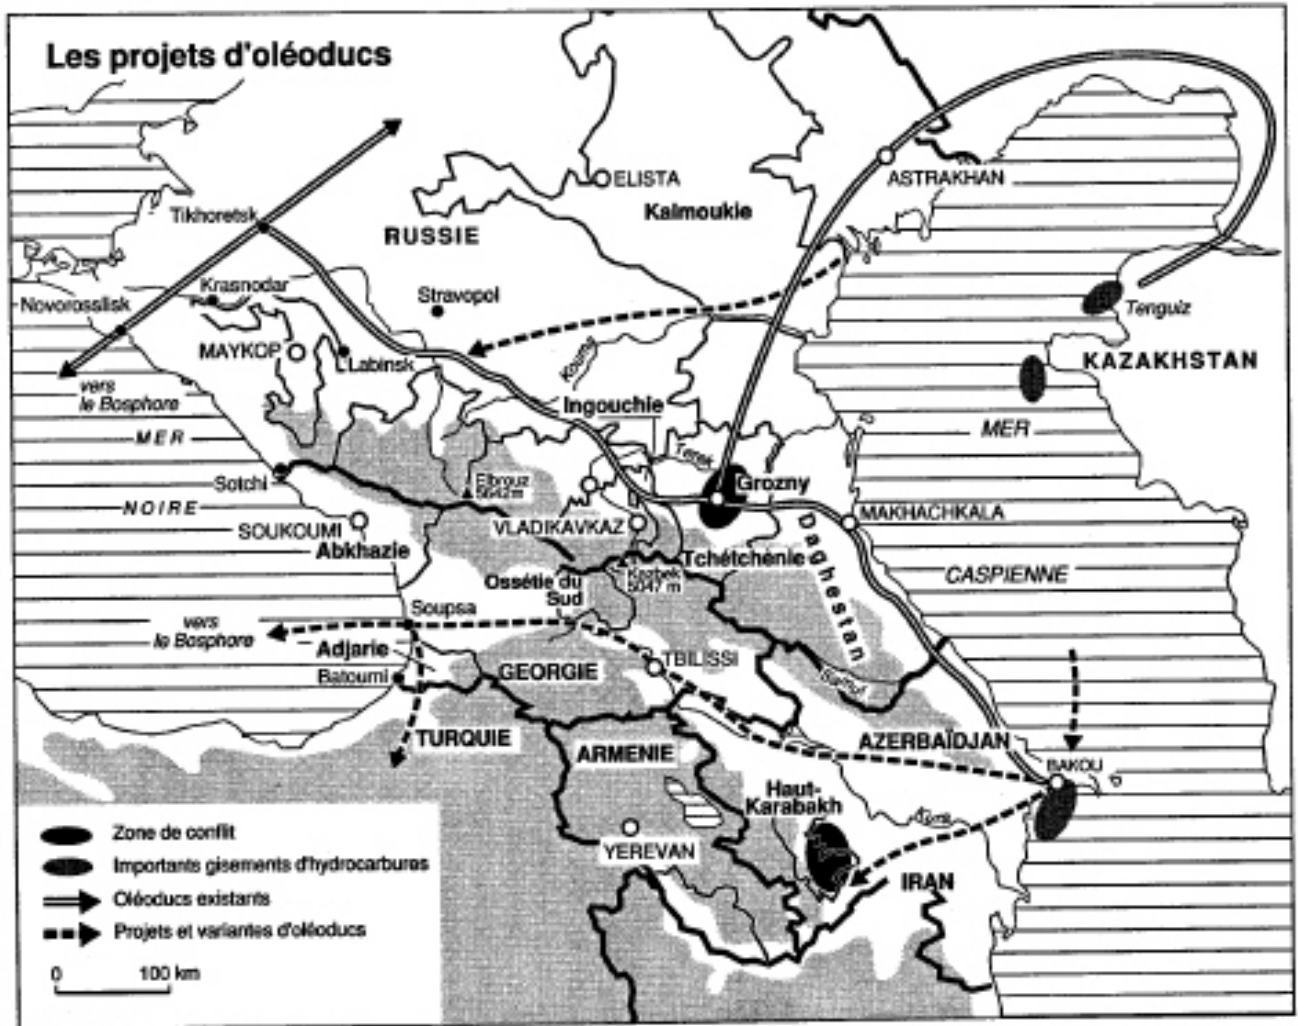 Les projets d'oléoducs
ELISTA
ASTRAKHAN
Kalmoukie
Tikhoretsk
RUSSIE
Krasnodar
Stravopol
Novorosslisk
Tenguiz
MAYKOP
Labinsk
KAZAKHSTAN
vers
le Bosphore
Kouma
Ingouchie
MER
NOIRE
MER
CASPIENNE
Terek
Sotchi
Elbrouz
5642m
Grozny
SOUKOUMI
Abkhazie
VLADIKAVKAZ
MAKHACHKALA
Tchétchénie
Daghestan
Kazbek
5047 m
Ossétie du
Sud
Soupsa
vers
le Bosphore
Adjarie
Batoumi
GEORGIE
TBILISSI
TURQUIE
ARMENIE
AZERBAÏDJAN
BAKOU
Haut-
Karabakh
YEREVAN
IRAN
Zone de conflit
Importants gisements d'hydrocarbures
Oléoducs existants
Projets et variantes d'oléoducs
0 100 km